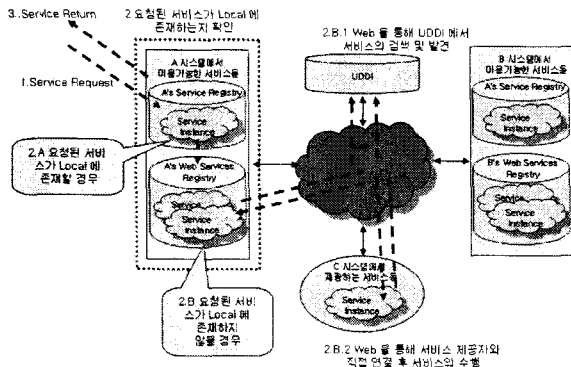 3..Service Return
1.Service Request
2.요청된 서비스가 Local 에
존재하는지 확인
A 시스템에서
이용가능한 서비스들
A's Service Registry
Service
Instance
A's Web Services
Registry
Service
Service
Instance
2.A 요청된 서비
스가 Local 에
존재할 경우
2.B 요청된 서비
스가 Local 에
존재하지
않을 경우
2.B.1 Web 을 통해 UDDI 에서
서비스의 검색 및 발견
UDDI
C 시스템에서
제공하는 서비스들
Service
Instance
2.B.2 Web 을 통해 서비스 제공자와
직접 연결 후 서비스의 수행
B 시스템에서
이용가능한 서비스들
A's Service Registry
Service
Instance
B's Web Services
Registry
Service
Service
Instance